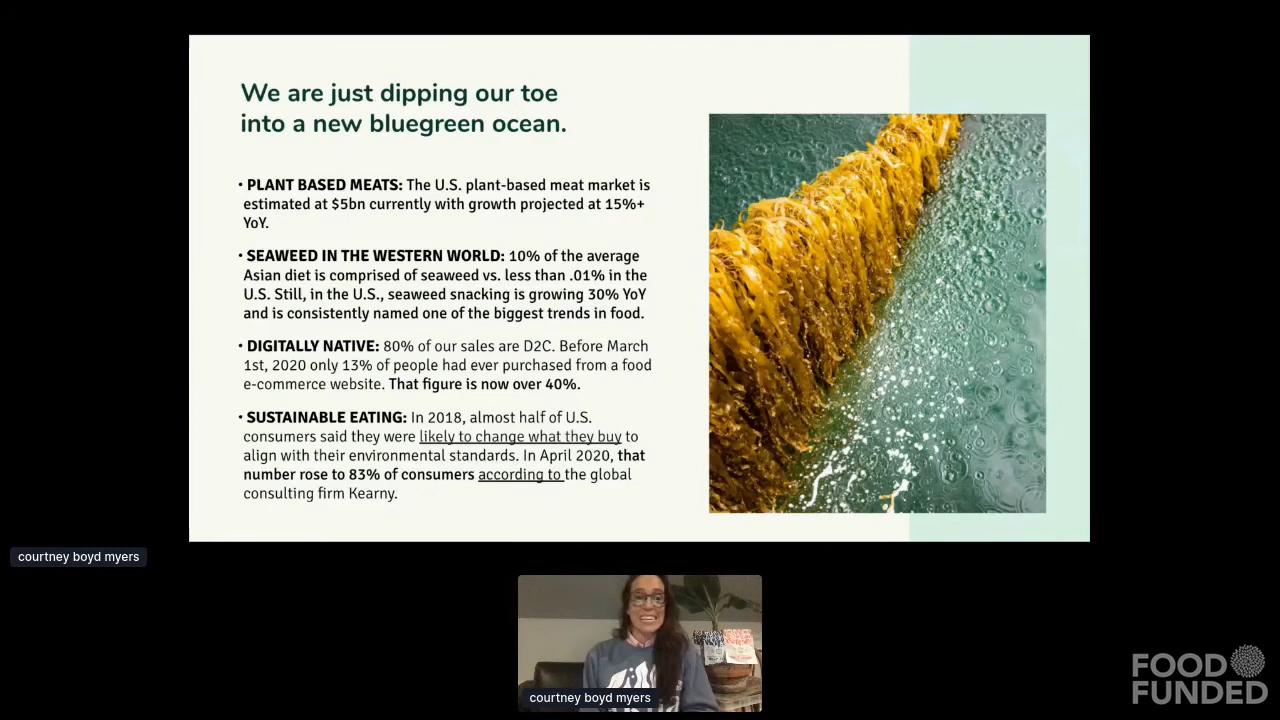 We are just dipping our toe
into a new bluegreen ocean.
• PLANT BASED MEATS: The U.S. plant-based meat market is
estimated at $5bn currently with growth projected at 15%+
YoY.
• SEAWEED IN THE WESTERN WORLD: 10% of the average
Asian diet is comprised of seaweed vs. less than .01% in the
U.S. Still, in the U.S., seaweed snacking is growing 30% YoY
and is consistently named one of the biggest trends in food.
• DIGITALLY NATIVE: 80% of our sales are D2C. Before March
1st, 2020 only 13% of people had ever purchased from a food
e-commerce website. That figure is now over 40%.
• SUSTAINABLE EATING: In 2018, almost half of U.S.
consumers said they were likely to change what they buy to
align with their environmental standards. In April 2020, that
number rose to 83% of consumers according to the global
consulting firm Kearny.
courtney boyd myers
courtney boyd myers
FOOD
FUNDED